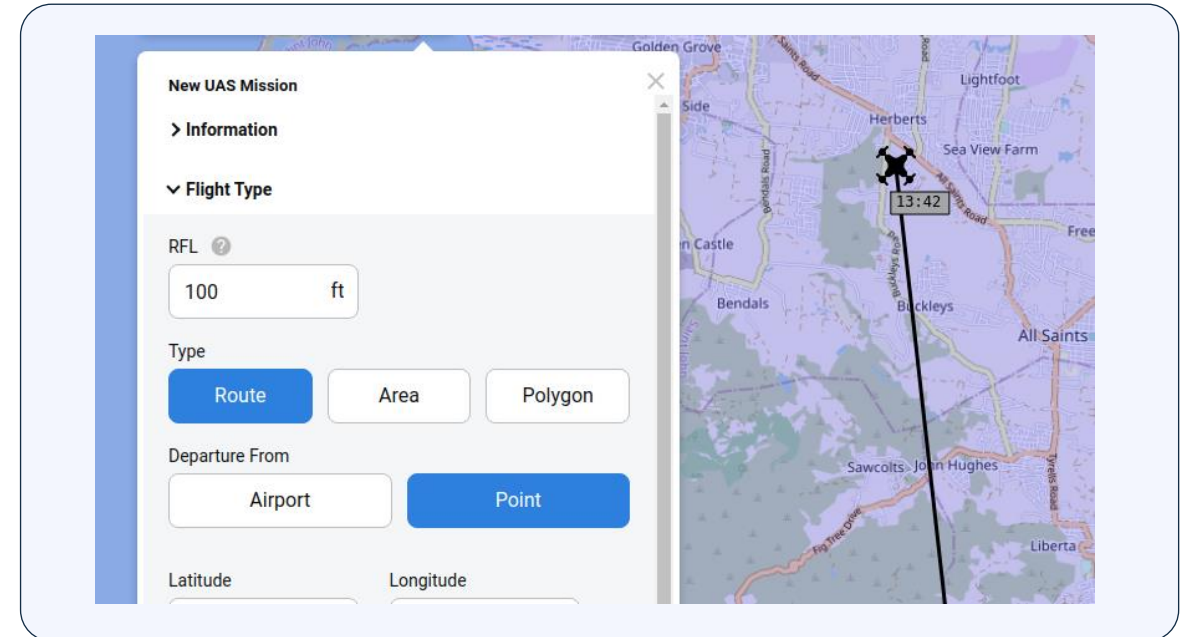 New UAS Mission
Information
Flight Type
RFL
100 ft
Type
Route Area Polygon
Departure From
Airport Point
Latitude Longitude
Golden Grove
Side
Lightfoot
Herberts
Sea View Farm
All Saints Road
Bendals Road
13:42
Free
Castle
Buckleys Road
Bendals
Buckleys
All Saints
Sawcolts
John Hughes
Tyrells Road
Fig Tree Drive
Liberta